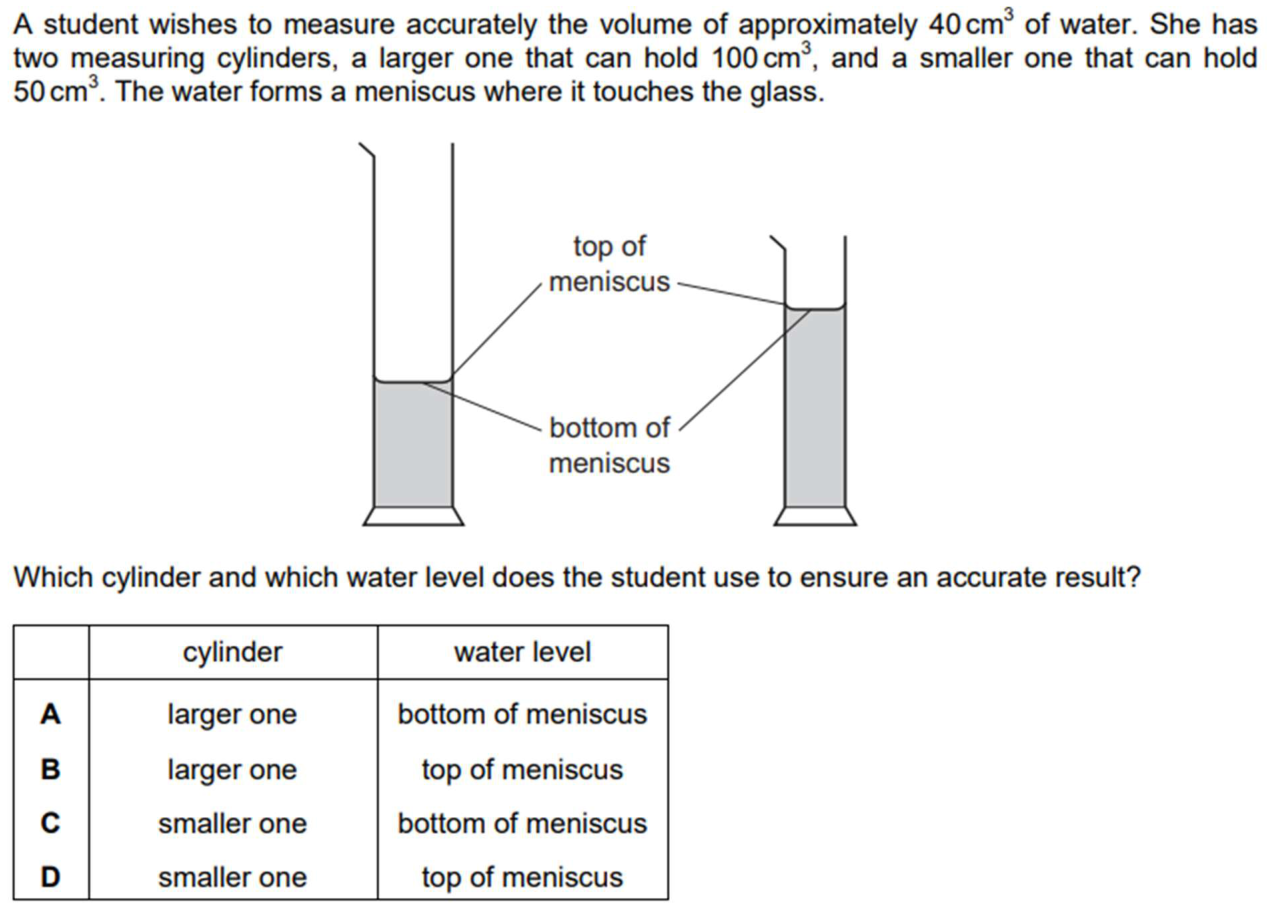 A student wishes to measure accurately the volume of approximately 40 cm³ of water. She has
two measuring cylinders, a larger one that can hold 100 cm³, and a smaller one that can hold
50 cm³. The water forms a meniscus where it touches the glass.
top of
meniscus
bottom of
meniscus
Which cylinder and which water level does the student use to ensure an accurate result?
cylinder water level
A larger one bottom of meniscus
B larger one top of meniscus
C smaller one bottom of meniscus
D smaller one top of meniscus